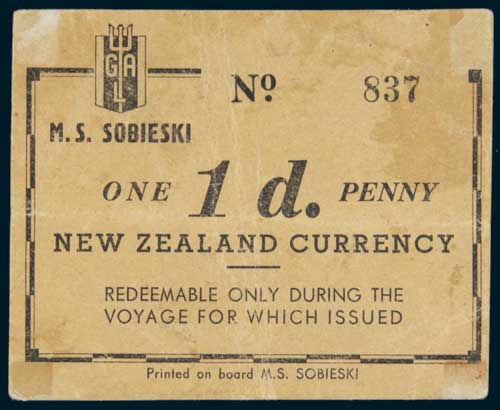 GAL
Nº 837
M.S. SOBIESKI
ONE 1 d. PENNY
NEW ZEALAND CURRENCY
REDEEMABLE ONLY DURING THE
VOYAGE FOR WHICH ISSUED
Printed on board M.S. SOBIESKI